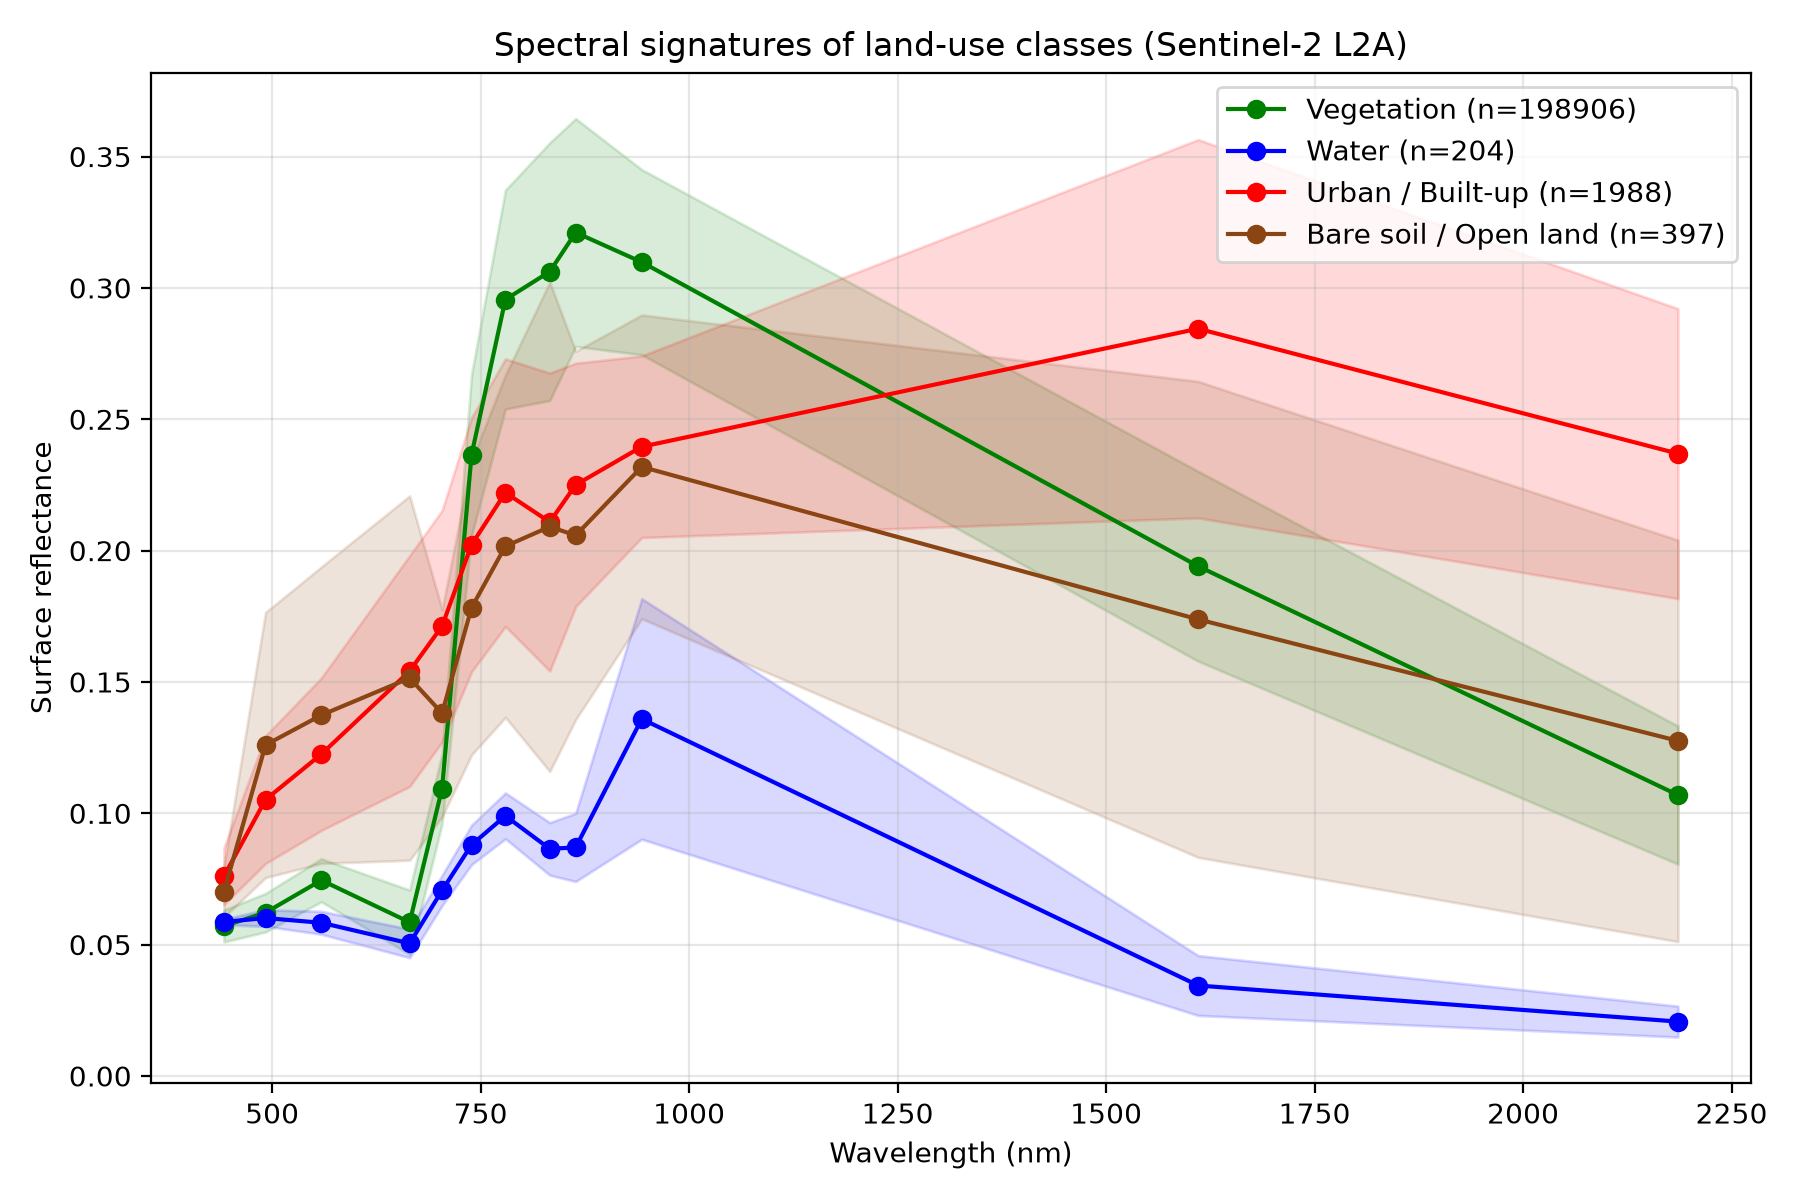 Spectral signatures of land-use classes (Sentinel-2 L2A)
Vegetation (n=198906)
Water (n=204)
Urban / Built-up (n=1988)
Bare soil / Open land (n=397)
Surface reflectance
0.35
0.30
0.25
0.20
0.15
0.10
0.05
0.00
500 750 1000 1250 1500 1750 2000 2250
Wavelength (nm)